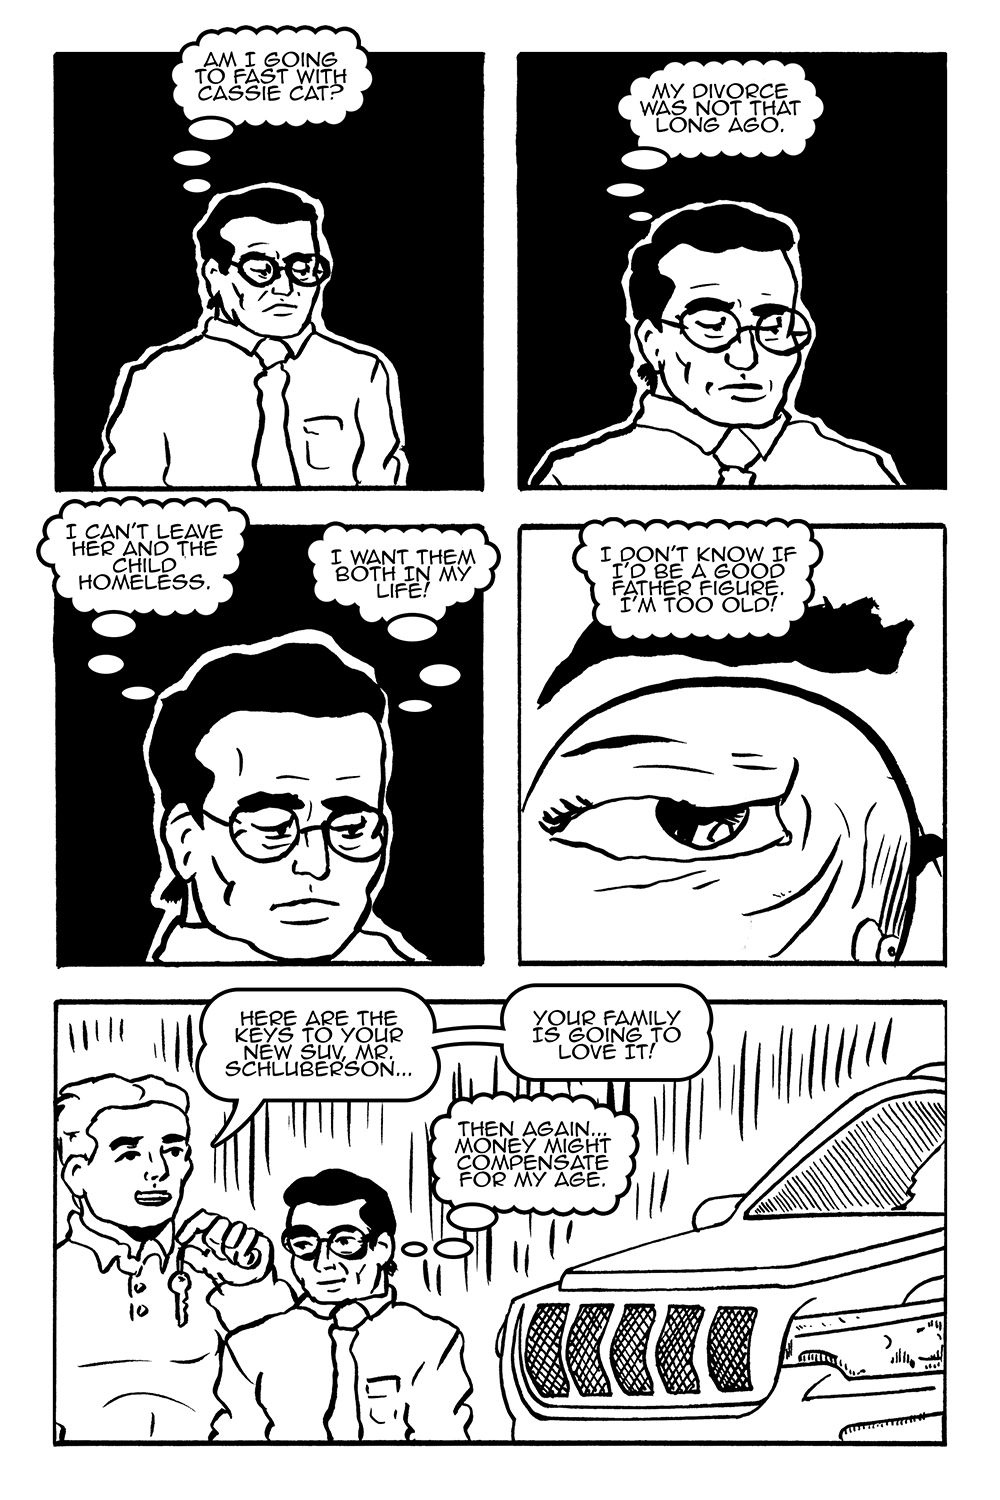 AM I GOING
TO FAST WITH
CASSIE CAT?
MY DIVORCE
WAS NOT THAT
LONG AGO.
I CAN'T LEAVE
HER AND THE
CHILD
HOMELESS.
I WANT THEM
BOTH IN MY
LIFE!
I DON'T KNOW IF
I'D BE A GOOD
FATHER FIGURE.
I'M TOO OLD!
HERE ARE THE
KEYS TO YOUR
NEW SUV, MR.
SCHLUBERSON...
YOUR FAMILY
IS GOING TO
LOVE IT!
THEN AGAIN...
MONEY MIGHT
COMPENSATE
FOR MY AGE.